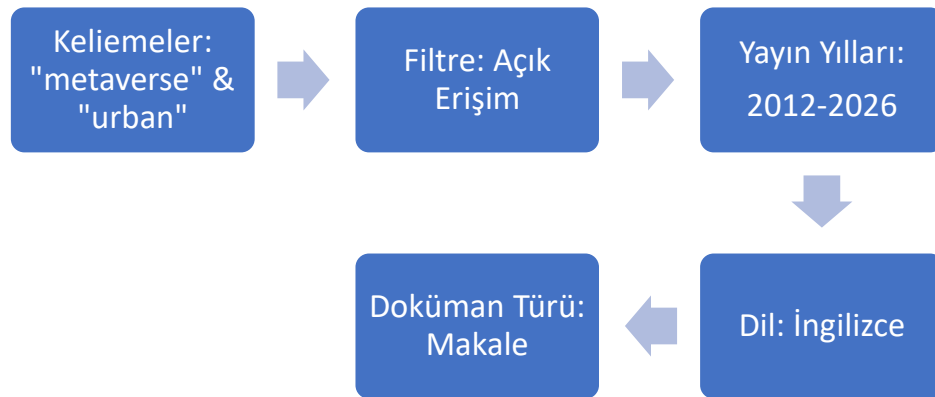 Keliemeler:
"metaverse" &
"urban"
Filtre: Açık
Erişim
Yayın Yılları:
2012-2026
Dil: İngilizce
Doküman Türü:
Makale